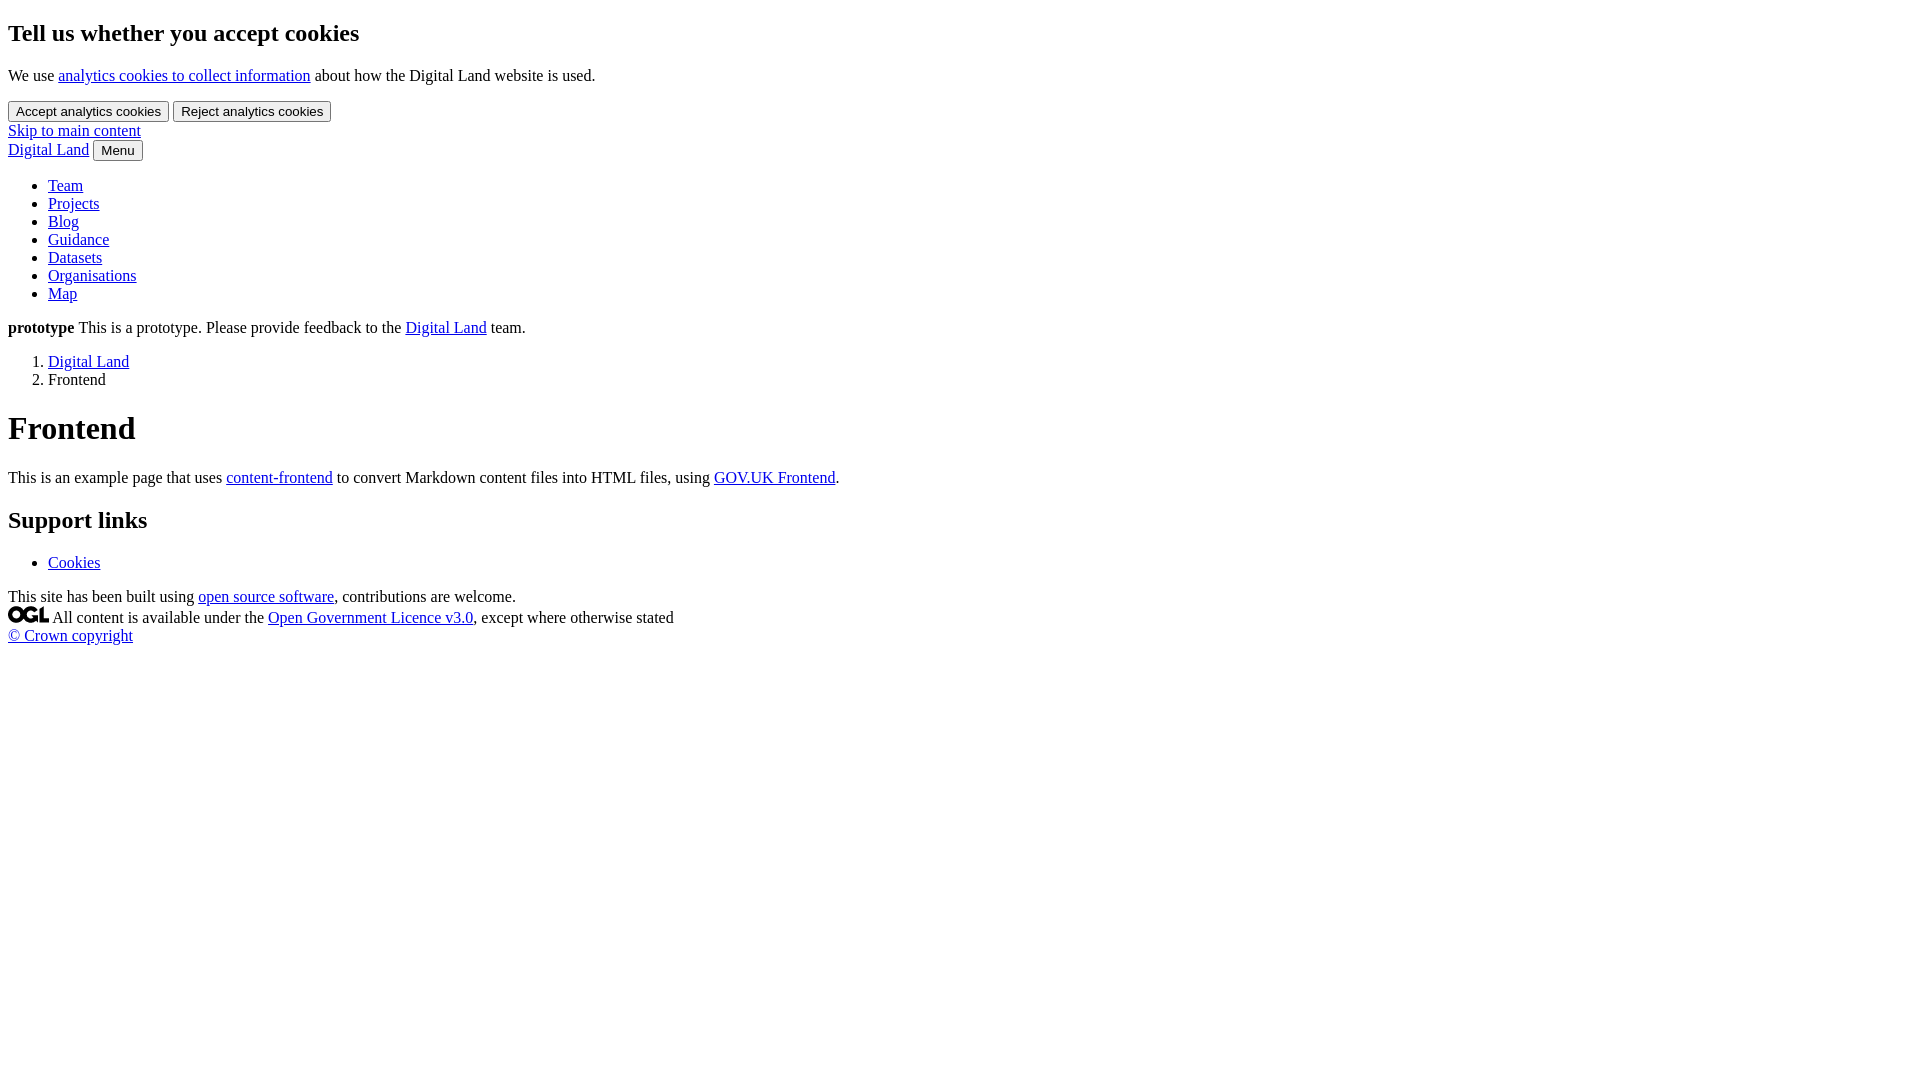 Tell us whether you accept cookies
We use analytics cookies to collect information about how the Digital Land website is used.
Accept analytics cookies Reject analytics cookies
Skip to main content
Digital Land Menu
• Team
• Projects
• Blog
• Guidance
• Datasets
• Organisations
• Map
prototype This is a prototype. Please provide feedback to the Digital Land team.
1. Digital Land
2. Frontend
Frontend
This is an example page that uses content-frontend to convert Markdown content files into HTML files, using GOV.UK Frontend.
Support links
• Cookies
This site has been built using open source software, contributions are welcome.
OGL All content is available under the Open Government Licence v3.0, except where otherwise stated
© Crown copyright